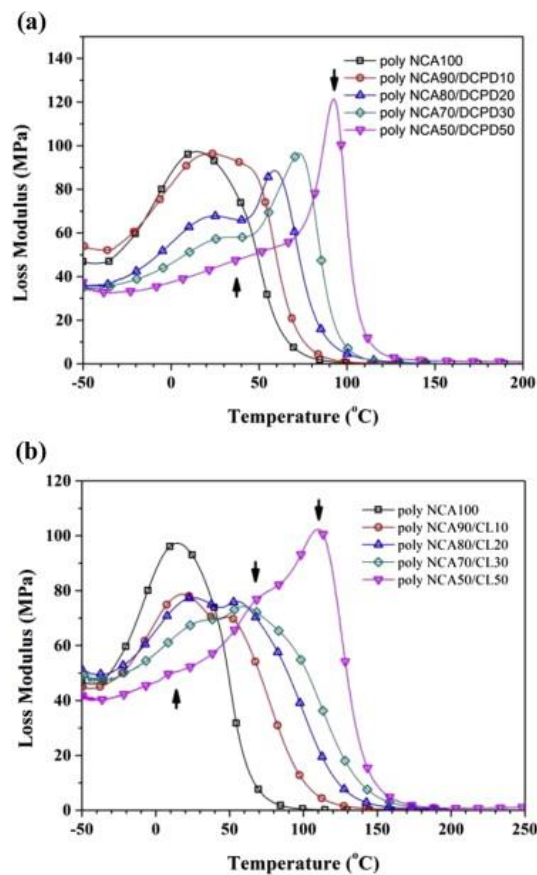 (a)
140
120
100
80
60
40
20
0
Loss Modulus (MPa)
poly NCA100
poly NCA90/DCPD10
poly NCA80/DCPD20
poly NCA70/DCPD30
poly NCA50/DCPD50
-50 0 50 100 150 200
Temperature (°C)
(b)
120
100
80
60
40
20
0
Loss Modulus (MPa)
poly NCA100
poly NCA90/CL10
poly NCA80/CL20
poly NCA70/CL30
poly NCA50/CL50
-50 0 50 100 150 200 250
Temperature (°C)